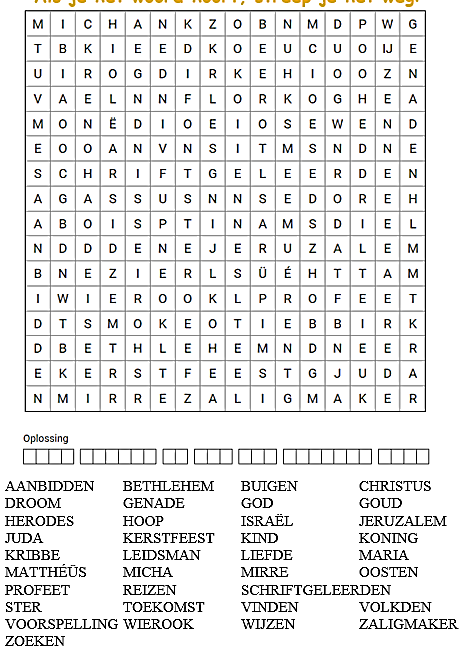 Als je het woord hoort, streep je het weg!
M I C H A N K Z O B N M D P W G
T B K I E E D K O E U C U O IJ E
U I R O G D I R K E H I O O Z N
V A E L N N F L O R K O G H E A
M O N Ë D I O E I O S E W E N D
E O O A N V N S I T M S N D N E
S C H R I F T G E L E E R D E N
A G A S S U S N N S E D O R E H
A B O I S P T I N A M S D I E L
N D D D E N E J E R U Z A L E M
B N E Z I E R L S Ü É H T T A M
I W I E R O O K L P R O F E E T
D T S M O K E O T I E B B I R K
D B E T H L E H E M N D N E E R
E K E R S T F E E S T G J U D A
N M I R R E Z A L I G M A K E R
Oplossing
AANBIDDEN BETHLEHEM BUIGEN CHRISTUS
DROOM GENADE GOD GOUD
HERODES HOOP ISRAËL JERUZALEM
JUDA KERSTFEEST KIND KONING
KRIBBE LEIDSMAN LIEFDE MARIA
MATTHÉÜS MICHA MIRRE OOSTEN
PROFEET REIZEN SCHRIFTGELEERDEN
STER TOEKOMST VINDEN VOLKDEN
VOORSPELLING WIEROOK WIJZEN ZALIGMAKER
ZOEKEN